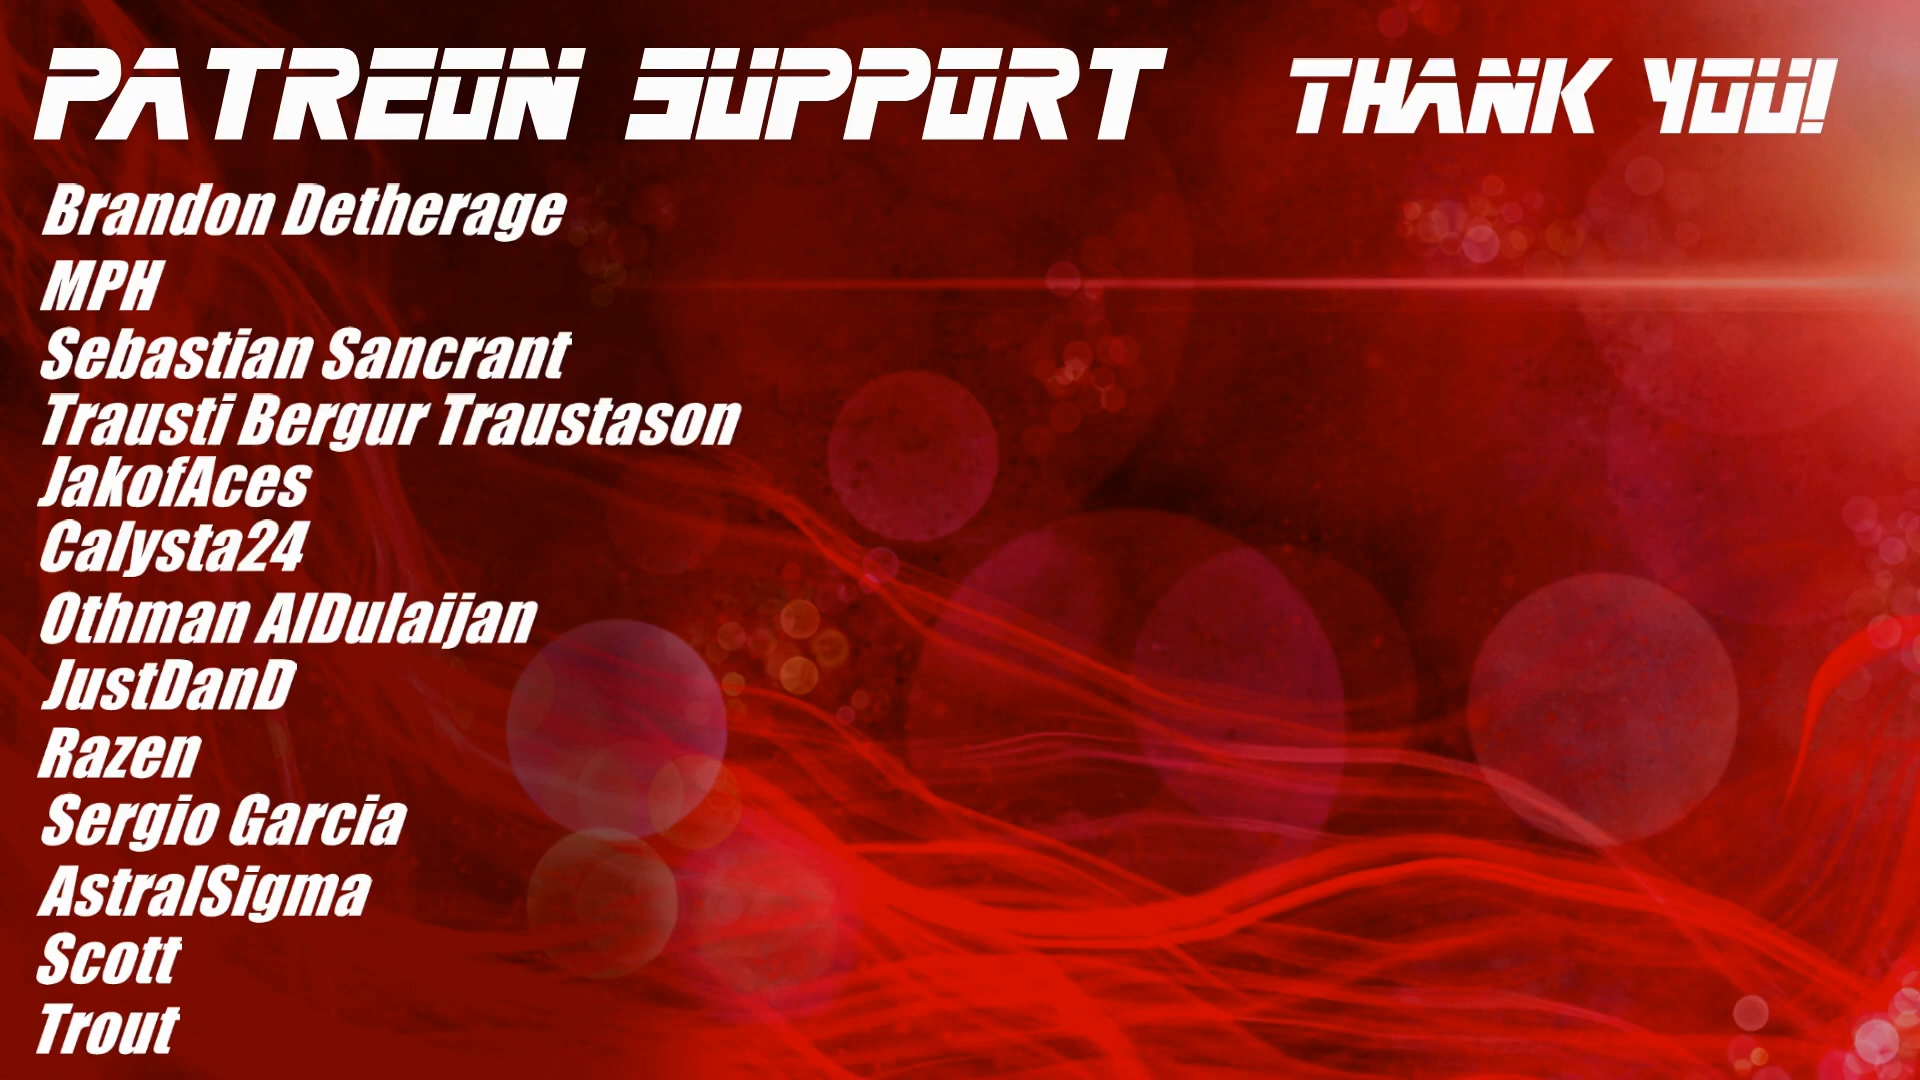 PATREON SUPPORT THANK YOU!
Brandon Detherage
MPH
Sebastian Sancrant
Trausti Bergur Traustason
JakofAces
Calysta24
Othman AlDulaijan
JustDanD
Razen
Sergio Garcia
AstralSigma
Scott
Trout